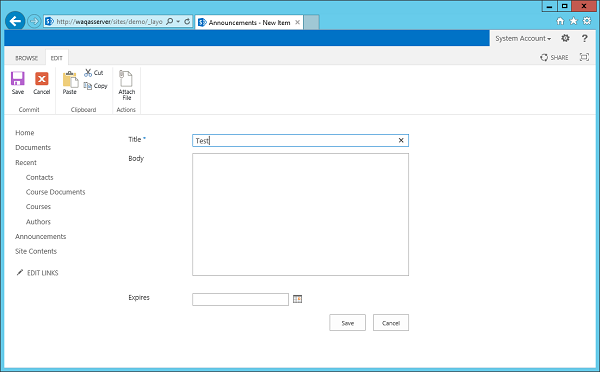 http://waqasserver/sites/demo/_layo
Announcements - New Item
System Account
BROWSE EDIT
SHARE
Save Cancel Paste Cut Copy Attach File
Commit Clipboard Actions
Home
Documents
Recent
Contacts
Course Documents
Courses
Authors
Announcements
Site Contents
EDIT LINKS
Title * Test
Body
Expires
Save Cancel